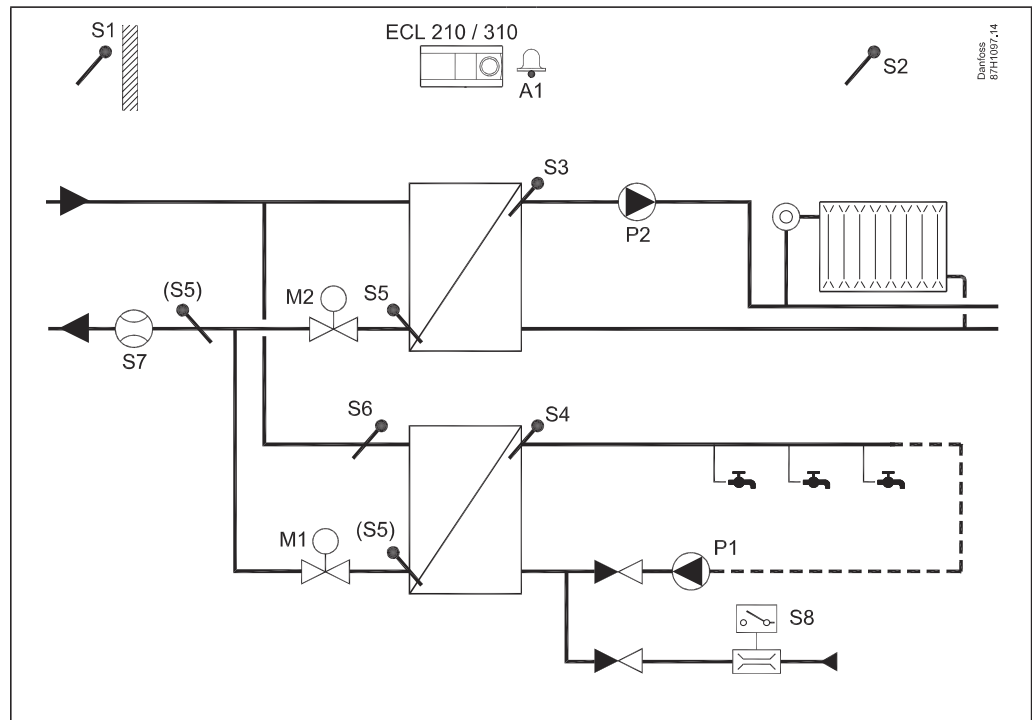 S1
ECL 210 / 310
A1
S2
Danfoss
87H1097.14
S3
P2
M2
S5
(S5)
S7
S6
S4
M1
(S5)
P1
S8